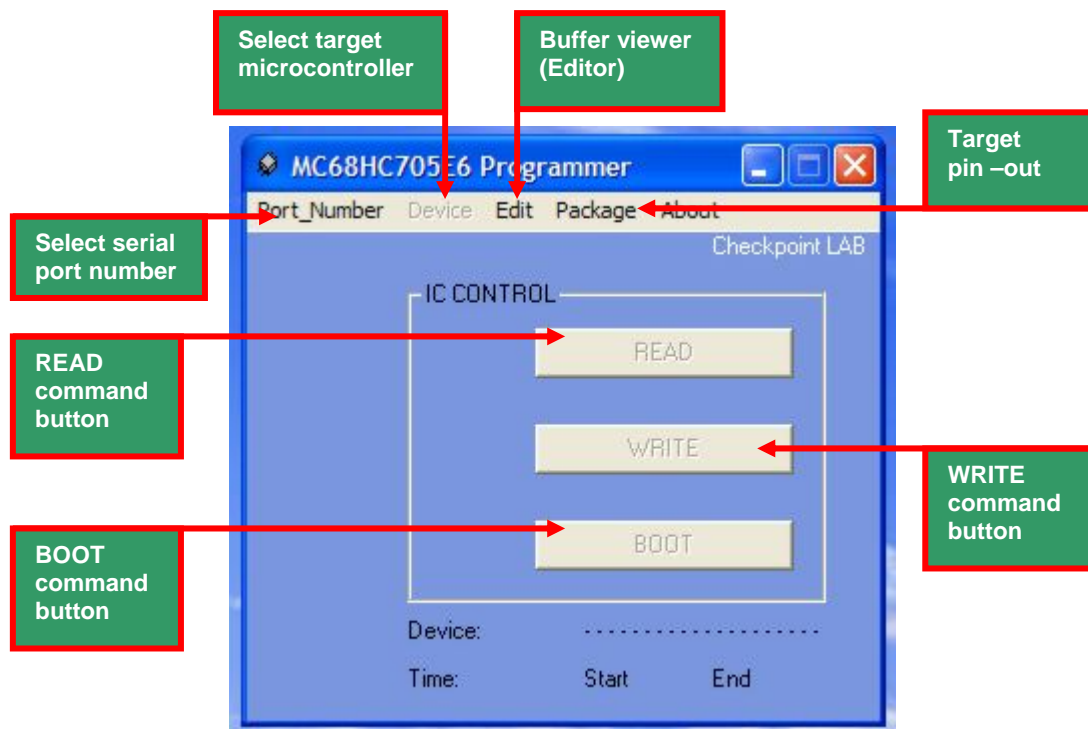 Select target
microcontroller
Buffer viewer
(Editor)
Target
pin –out
MC68HC705E6 Programmer
Port_Number Device Edit Package About
Select serial
port number
Checkpoint LAB
IC CONTROL
READ
READ
command
button
WRITE
WRITE
command
button
BOOT
BOOT
command
button
Device: - - - - - - - - - - - - - - - - - - - -
Time: Start End